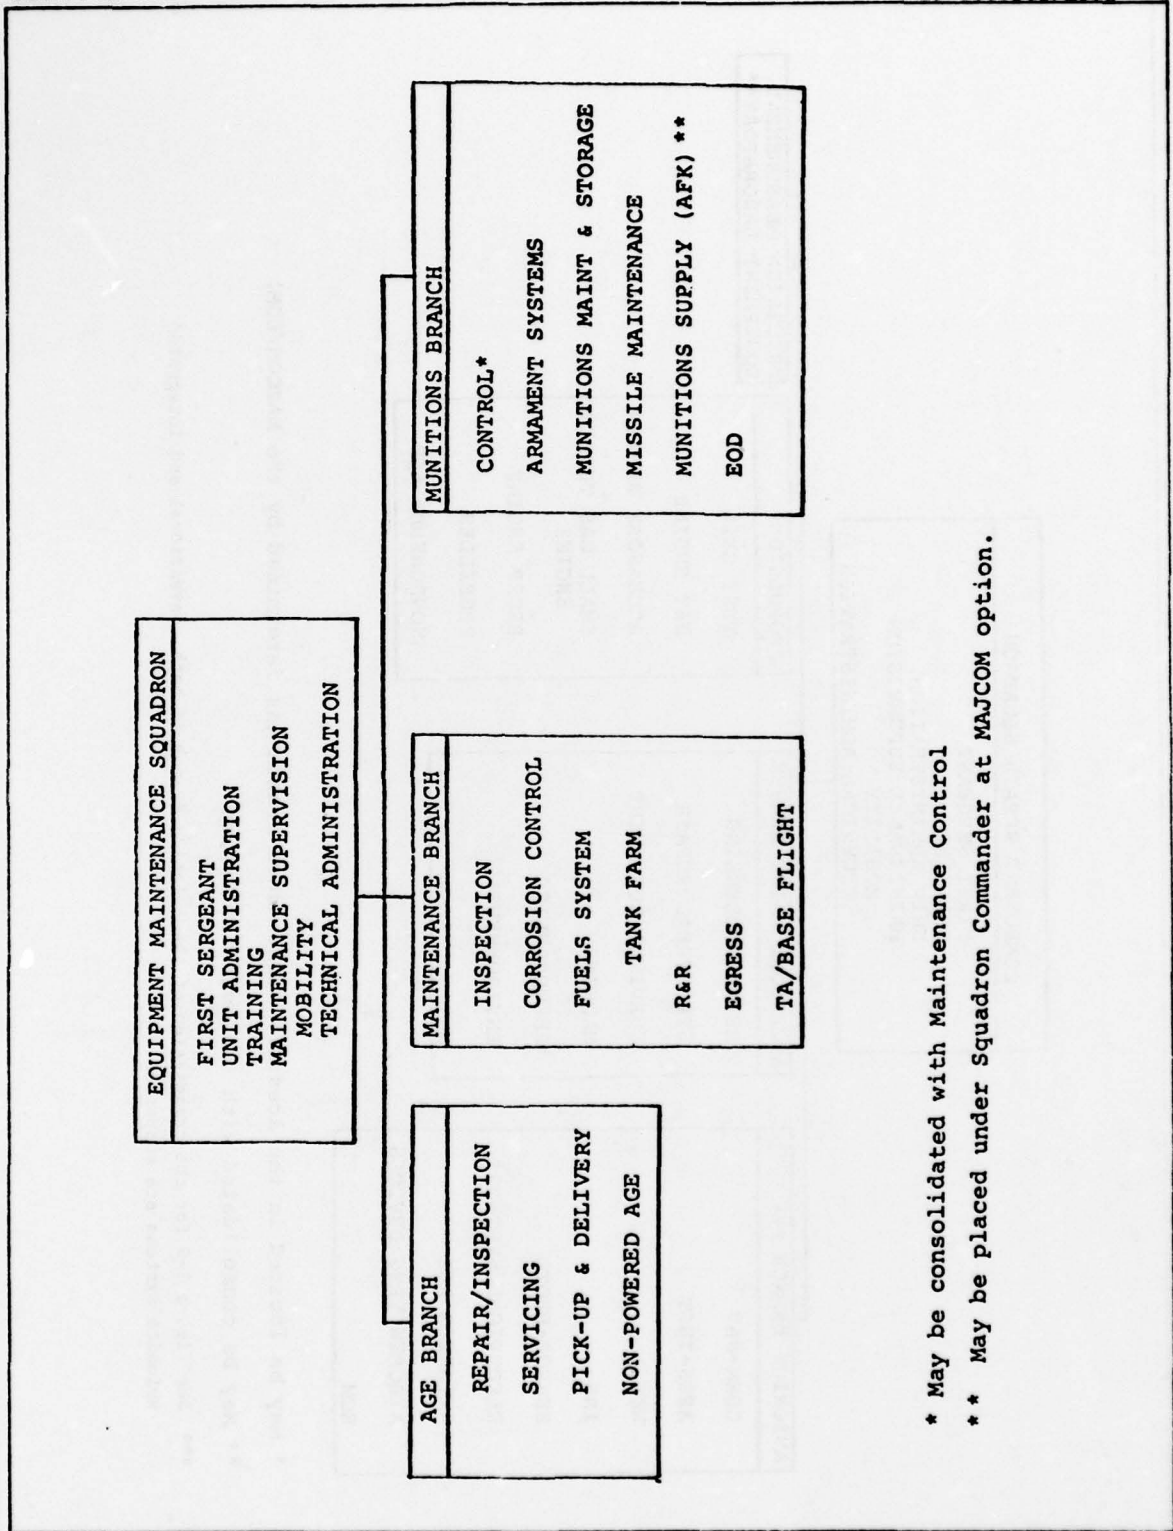 EQUIPMENT MAINTENANCE SQUADRON
FIRST SERGEANT
UNIT ADMINISTRATION
TRAINING
MAINTENANCE SUPERVISION
MOBILITY
TECHNICAL ADMINISTRATION
AGE BRANCH
REPAIR/INSPECTION
SERVICING
PICK-UP & DELIVERY
NON-POWERED AGE
MAINTENANCE BRANCH
INSPECTION
CORROSION CONTROL
FUELS SYSTEM
TANK FARM
R&R
EGRESS
TA/BASE FLIGHT
MUNITIONS BRANCH
CONTROL*
ARMAMENT SYSTEMS
MUNITIONS MAINT & STORAGE
MISSILE MAINTENANCE
MUNITIONS SUPPLY (AFK) **
EOD
* May be consolidated with Maintenance Control
** May be placed under Squadron Commander at MAJCOM option.